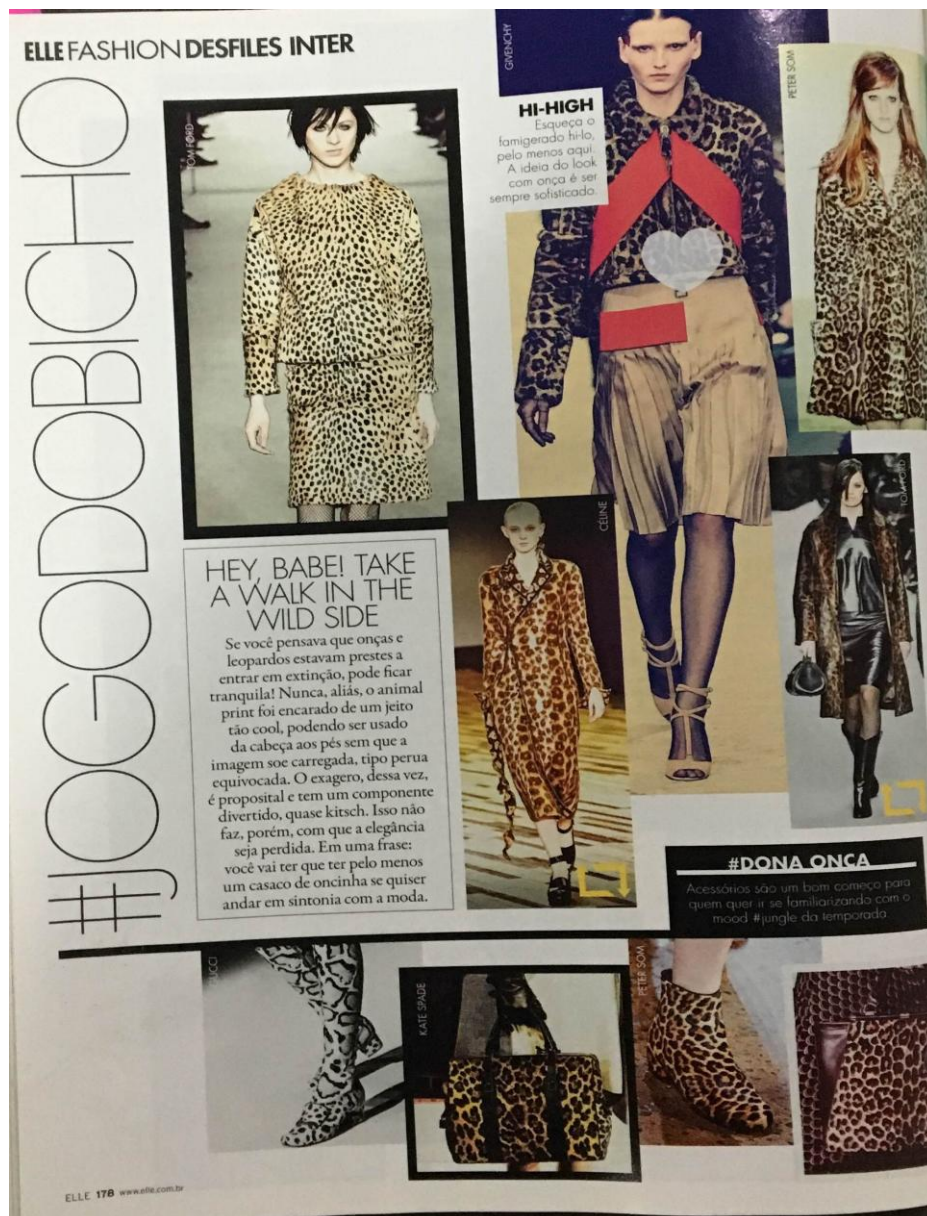 ELLE FASHION DESFILES INTER
#JOGODOBICHO
TOM FORD
GIVENCHY
HI-HIGH
Esqueça o
famigerado hi-lo,
pelo menos aqui.
A ideia do look
com onça é ser
sempre sofisticado.
PETER SOM
HEY, BABE! TAKE
A WALK IN THE
WILD SIDE
Se você pensava que onças e
leopardos estavam prestes a
entrar em extinção, pode ficar
tranquila! Nunca, aliás, o animal
print foi encarado de um jeito
tão cool, podendo ser usado
da cabeça aos pés sem que a
imagem soe carregada, tipo perua
equivocada. O exagero, dessa vez,
é proposital e tem um componente
divertido, quase kitsch. Isso não
faz, porém, com que a elegância
seja perdida. Em uma frase:
você vai ter que ter pelo menos
um casaco de oncinha se quiser
andar em sintonia com a moda.
CÉLINE
TOM FORD
#DONA ONÇA
Acessórios são um bom começo para
quem quer ir se familiarizando com o
mood #jungle da temporada
KATE SPADE
PETER SOM
ELLE 178 www.elle.com.br